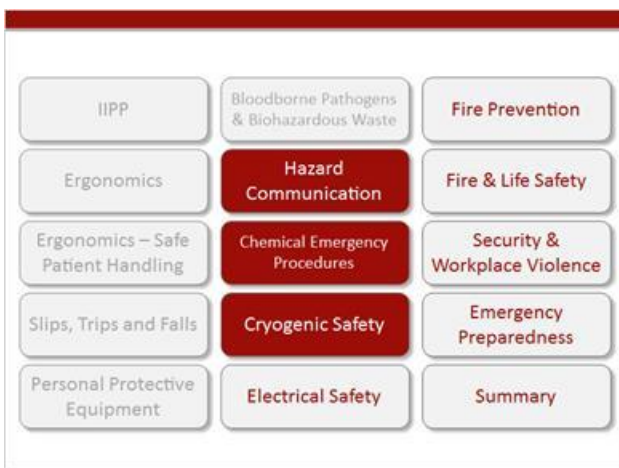 IIPP
Ergonomics
Ergonomics – Safe
Patient Handling
Slips, Trips and Falls
Personal Protective
Equipment
Bloodborne Pathogens
& Biohazardous Waste
Hazard
Communication
Chemical Emergency
Procedures
Cryogenic Safety
Electrical Safety
Fire Prevention
Fire & Life Safety
Security &
Workplace Violence
Emergency
Preparedness
Summary